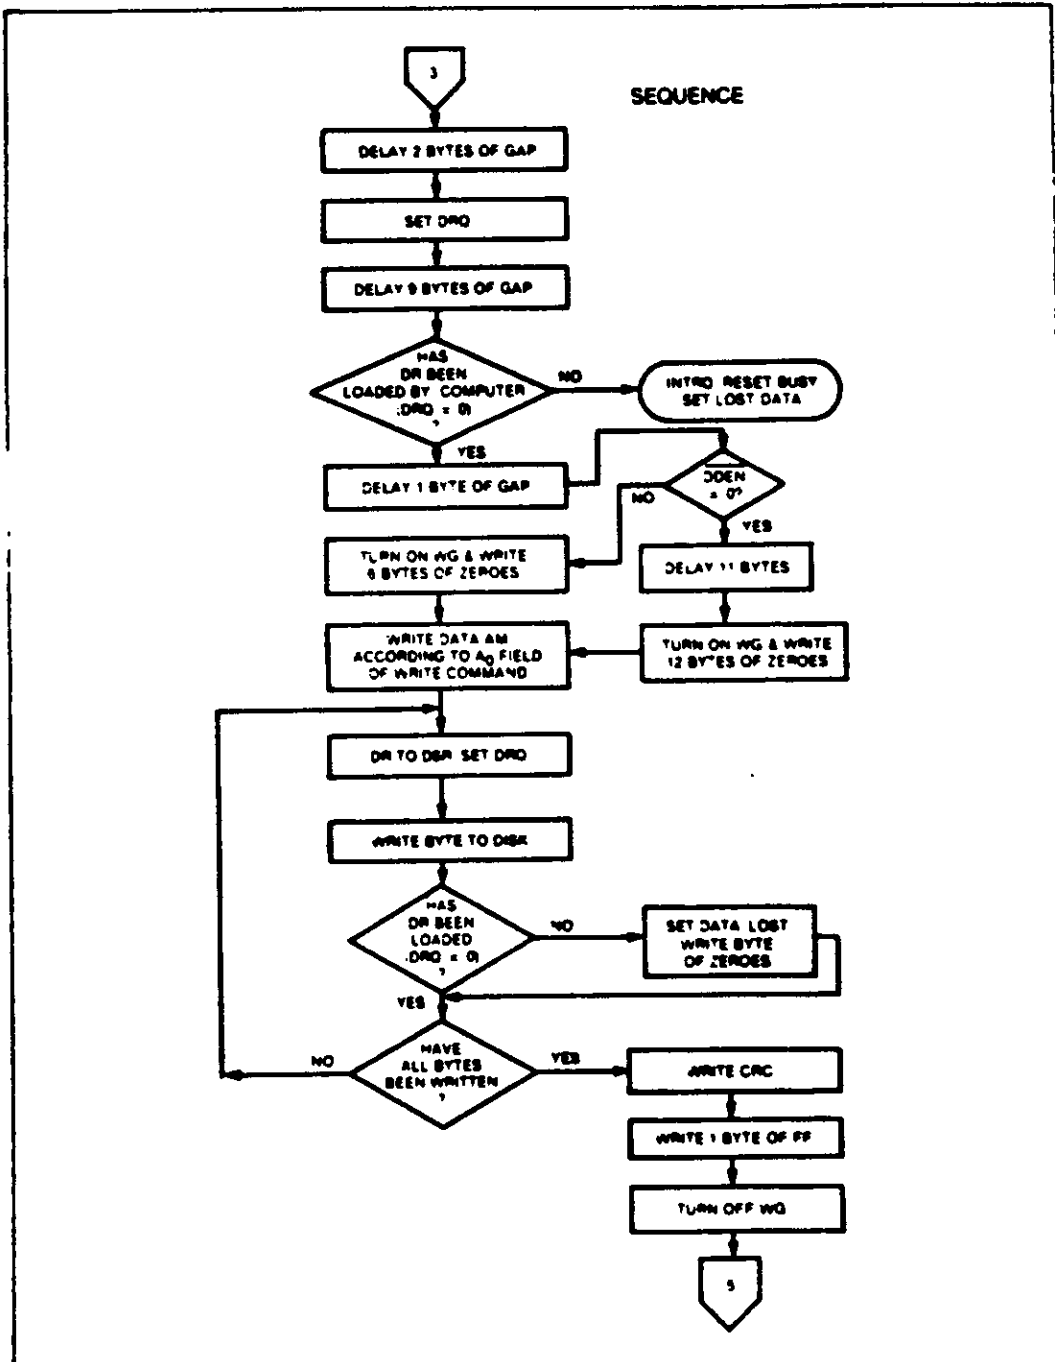 3
SEQUENCE
DELAY 2 BYTES OF GAP
SET DRQ
DELAY 9 BYTES OF GAP
HAS
DR BEEN
LOADED BY COMPUTER
(DRQ = 0)
?
NO
INTRQ RESET BUSY
SET LOST DATA
YES
DELAY 1 BYTE OF GAP
DDEN
= 0?
NO
YES
TURN ON WG & WRITE
6 BYTES OF ZEROES
DELAY 11 BYTES
WRITE DATA AM
ACCORDING TO A0 FIELD
OF WRITE COMMAND
TURN ON WG & WRITE
12 BYTES OF ZEROES
DR TO DSR SET DRQ
WRITE BYTE TO DISK
HAS
DR BEEN
LOADED
(DRQ = 0)
?
NO
SET DATA LOST
WRITE BYTE
OF ZEROES
YES
HAVE
ALL BYTES
BEEN WRITTEN
?
NO
YES
WRITE CRC
WRITE 1 BYTE OF FF
TURN OFF WG
5